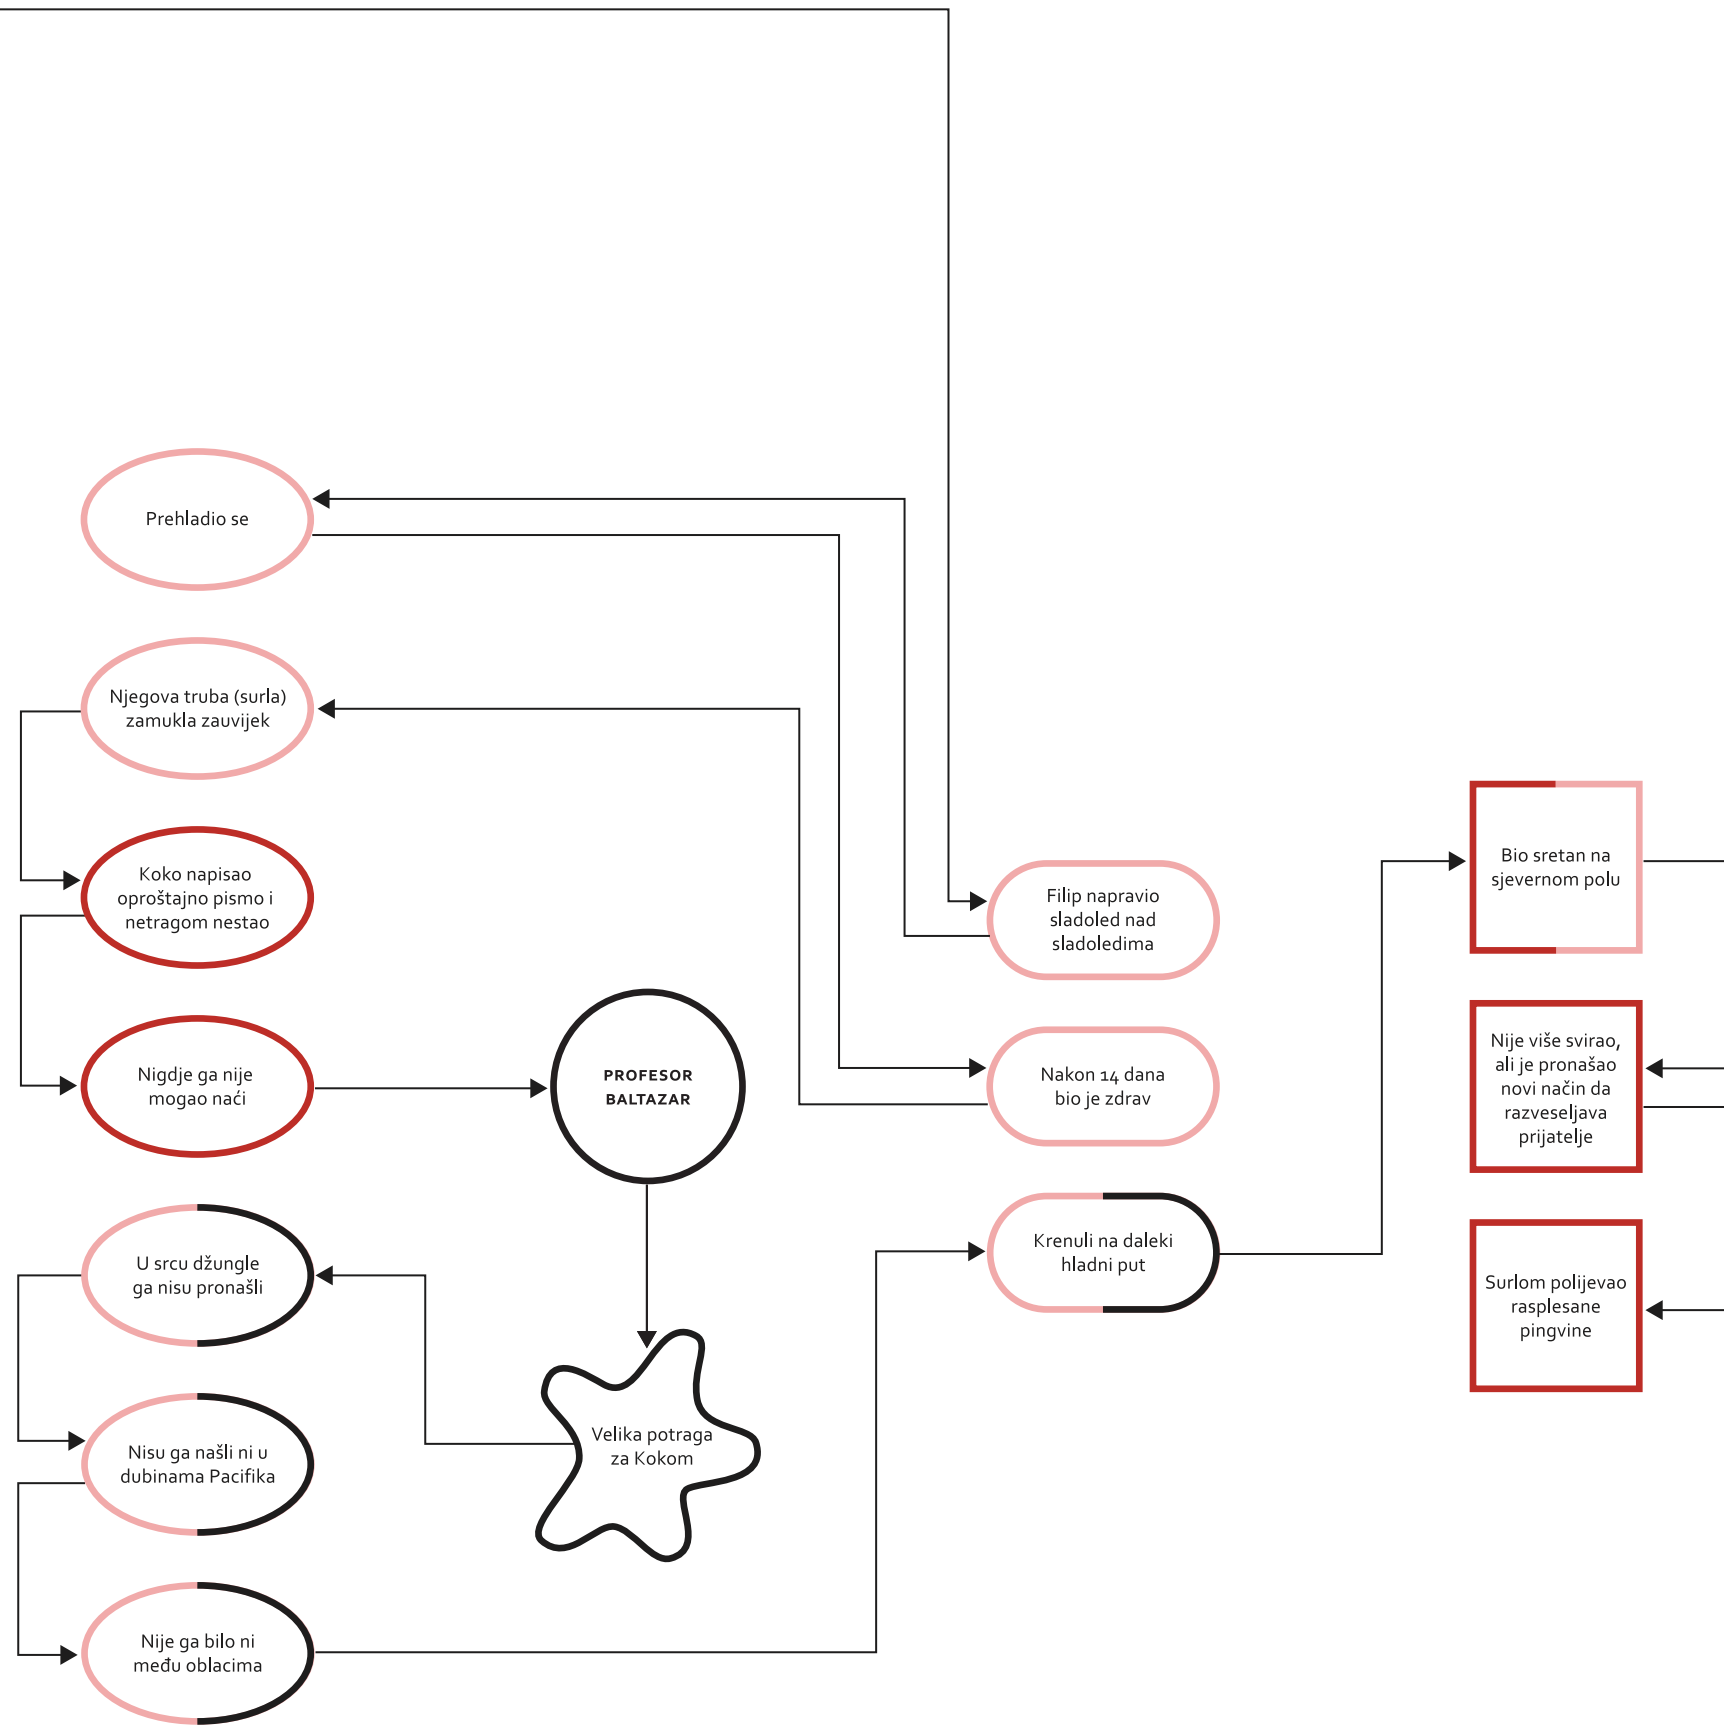 Prehladio se
Njegova truba (surla)
zamukla zauvijek
Koko napisao
oproštajno pismo i
netragom nestao
Nigdje ga nije
mogao naći
U srcu džungle
ga nisu pronašli
Nisu ga našli ni u
dubinama Pacifika
Nije ga bilo ni
među oblacima
PROFESOR
BALTAZAR
Velika potraga
za Kokom
Filip napravio
sladoled nad
sladoledima
Nakon 14 dana
bio je zdrav
Krenuli na daleki
hladni put
Bio sretan na
sjevernom polu
Nije više svirao,
ali je pronašao
novi način da
razveseljava
prijatelje
Surlom polijevao
rasplesane
pingvine